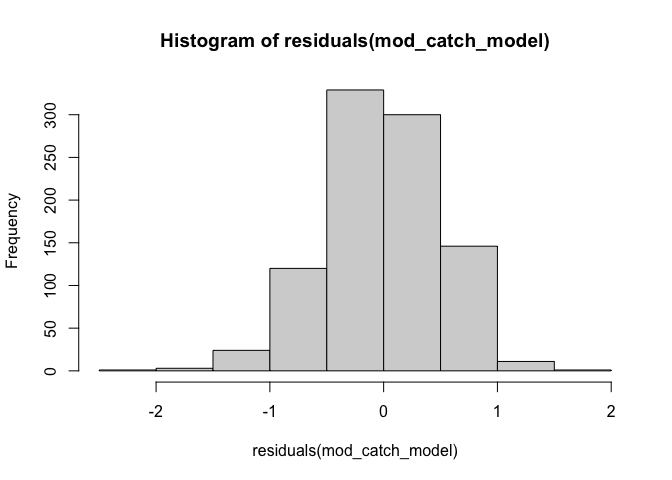 Histogram of residuals(mod_catch_model)
Frequency
300
250
200
150
100
50
0
-2 -1 0 1 2
residuals(mod_catch_model)